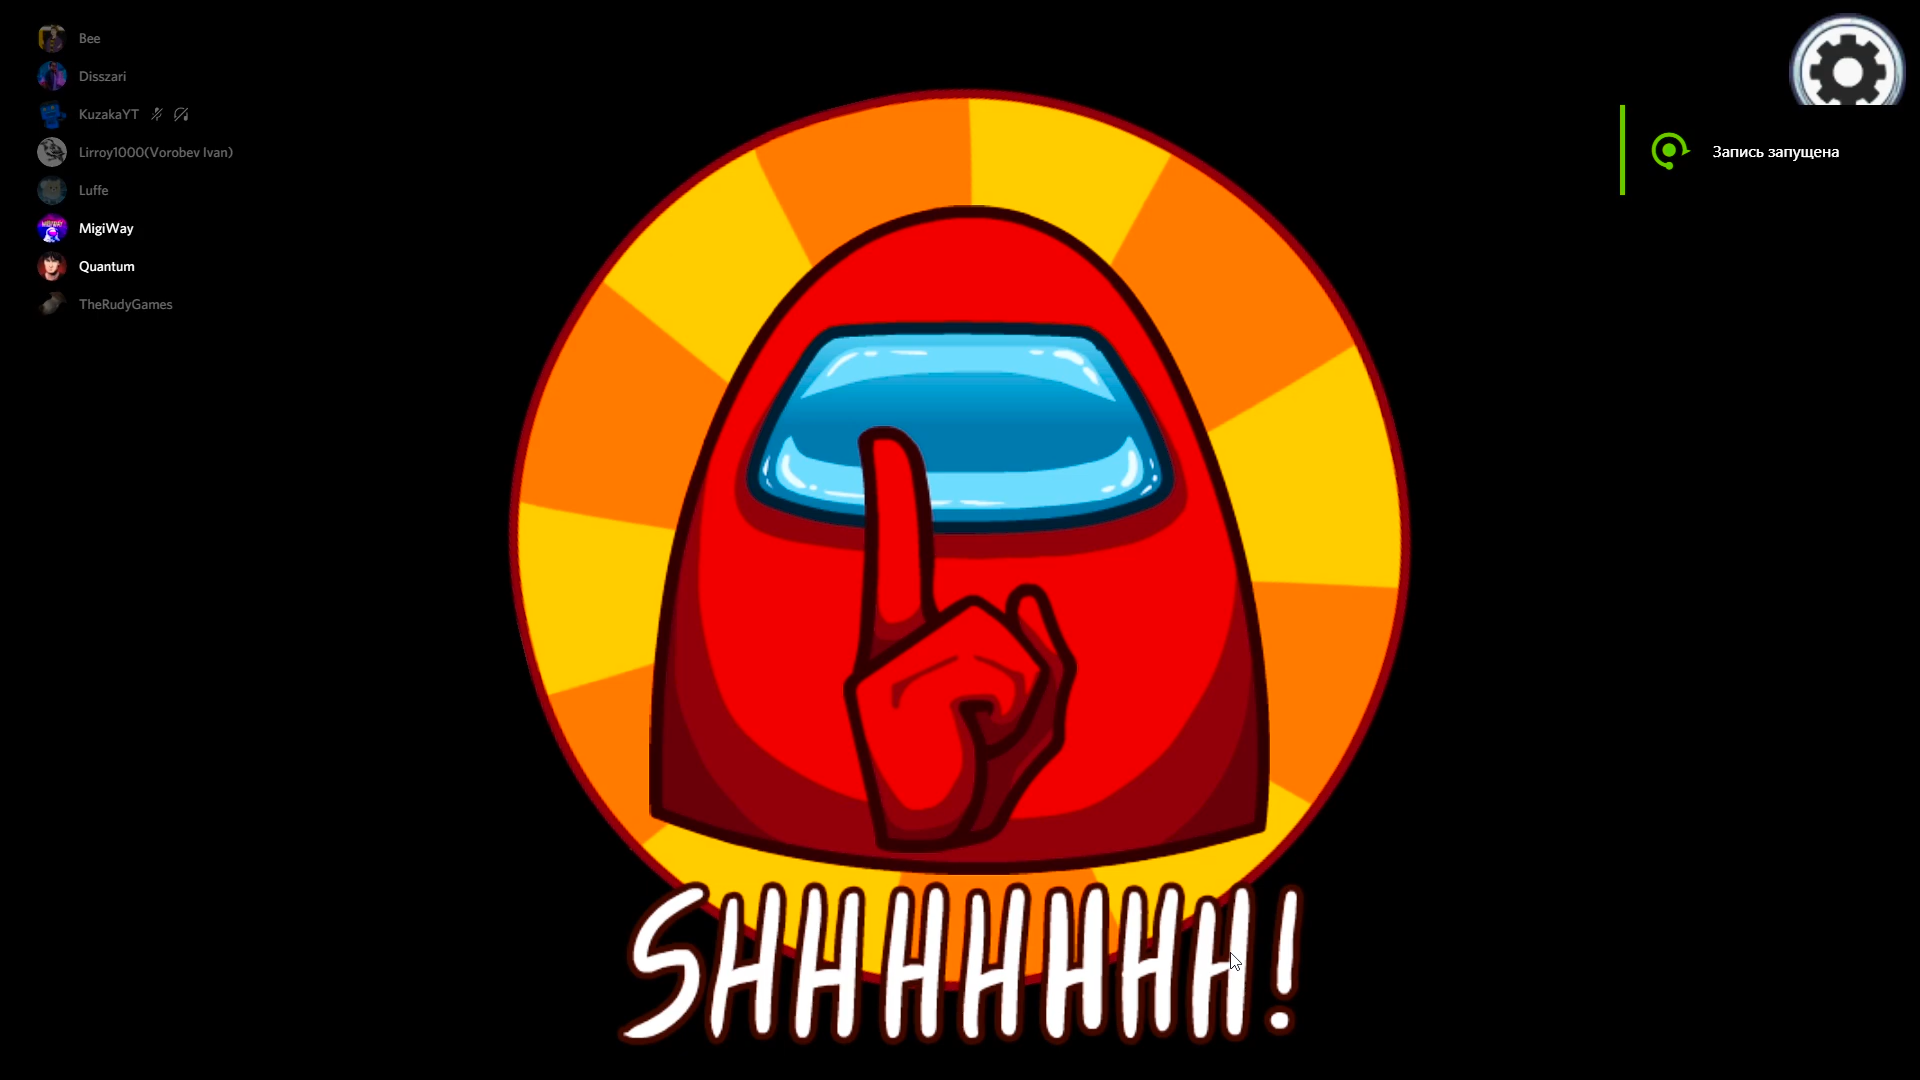 Bee
Disszari
KuzakaYT
Lirroy1000(Vorobev Ivan)
Luffe
MigiWay
Quantum
TheRudyGames
Запись запущена
SHHHHHHH!